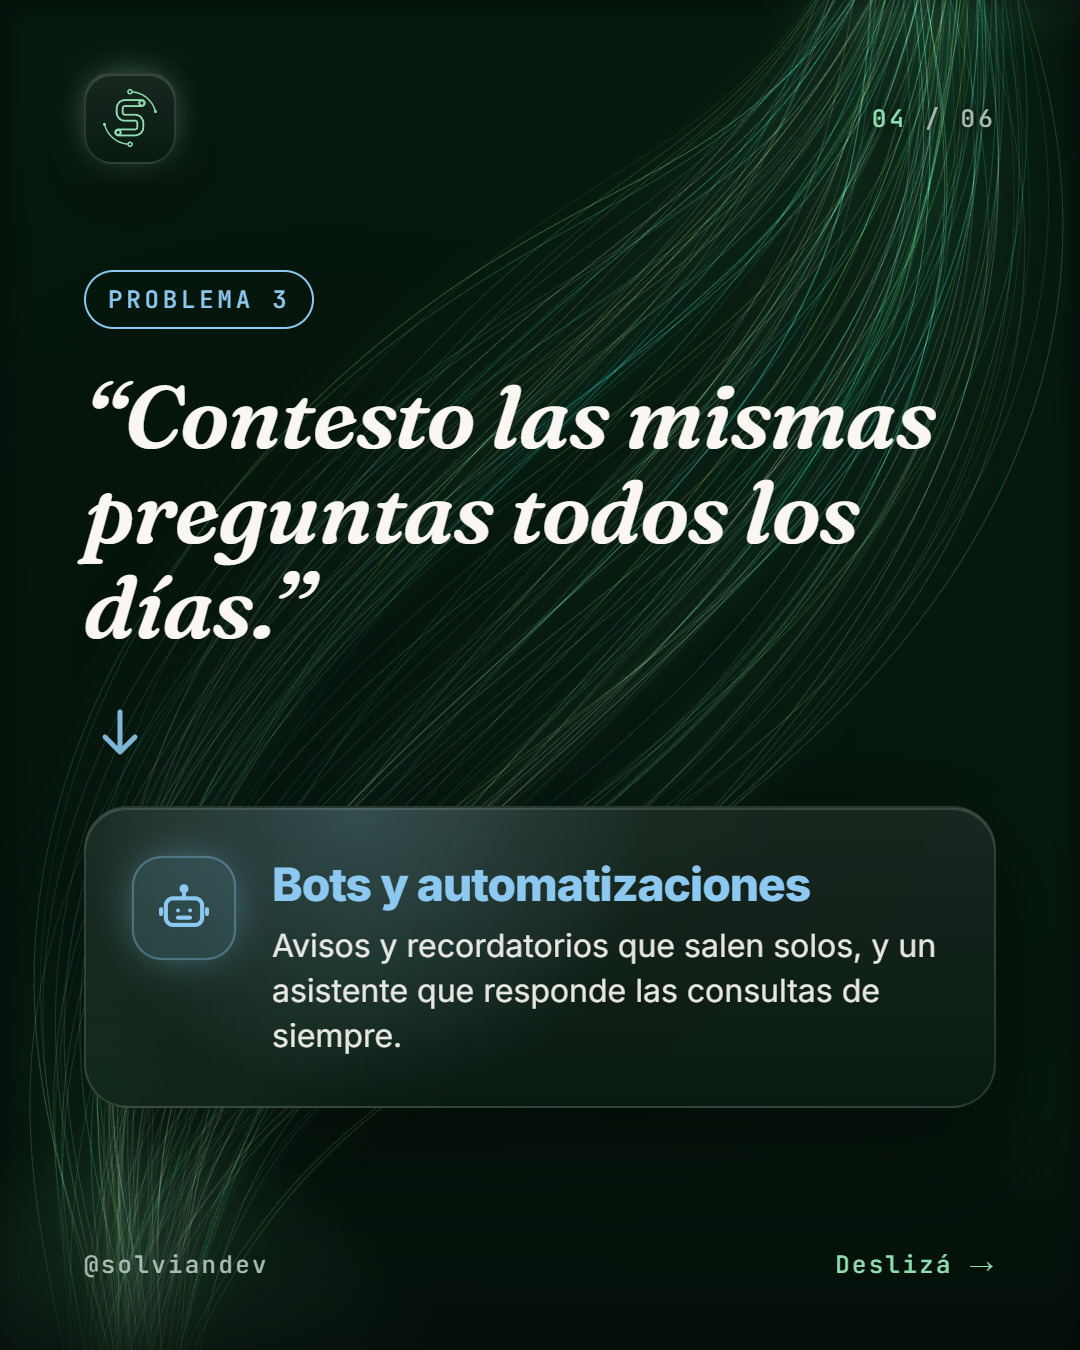 04 / 06
PROBLEMA 3
“Contesto las mismas
preguntas todos los
días.”
Bots y automatizaciones
Avisos y recordatorios que salen solos, y un
asistente que responde las consultas de
siempre.
@solviandev
Deslizá →